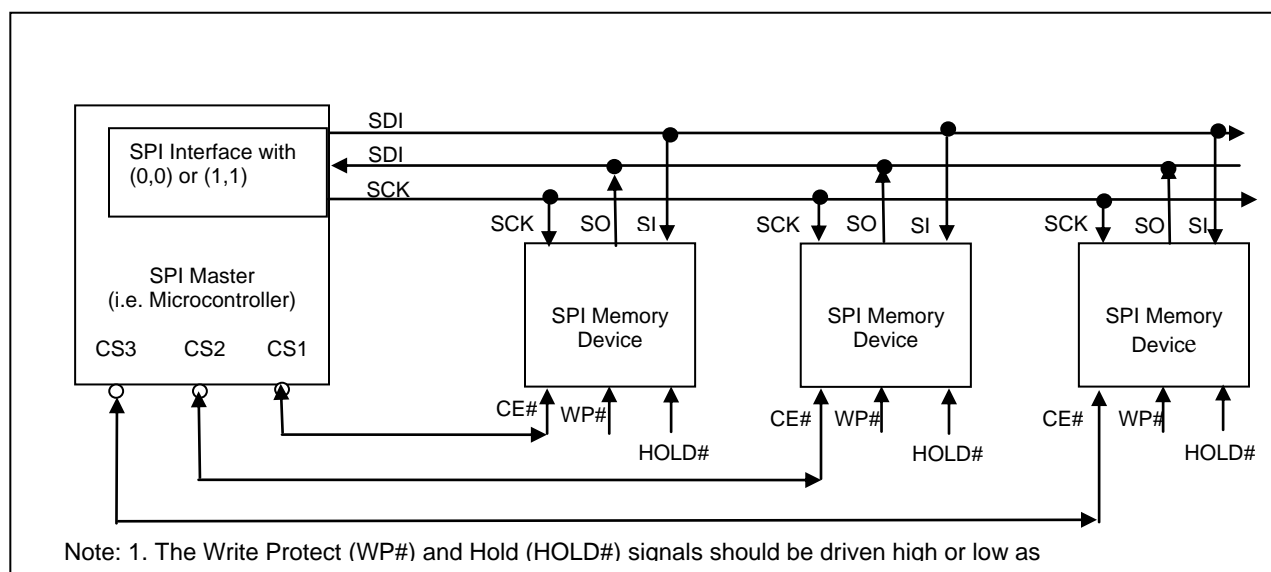 SDI
SPI Interface with
(0,0) or (1,1)
SDI
SCK
SCK SO SI SCK SO SI SCK SO SI
SPI Master
(i.e. Microcontroller)
SPI Memory
Device
SPI Memory
Device
SPI Memory
Device
CS3 CS2 CS1
CE# WP# HOLD#
CE# WP# HOLD#
CE# WP# HOLD#
Note: 1. The Write Protect (WP#) and Hold (HOLD#) signals should be driven high or low as